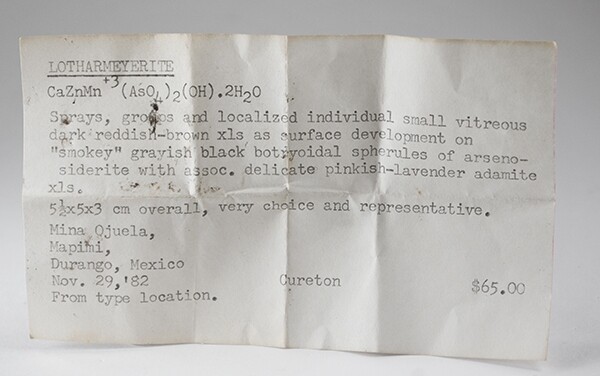 LOTHARMEYERITE
CaZnMn+3(AsO4)2(OH).2H2O
Sprays, groups and localized individual small vitreous
dark reddish-brown xls as surface development on
"smokey" grayish black botryoidal spherules of arseno-
siderite with assoc. delicate pinkish-lavender adamite
xls.
5½x5x3 cm overall, very choice and representative.
Mina Ojuela,
Mapimi,
Durango, Mexico
Nov. 29,'82 Cureton $65.00
From type location.